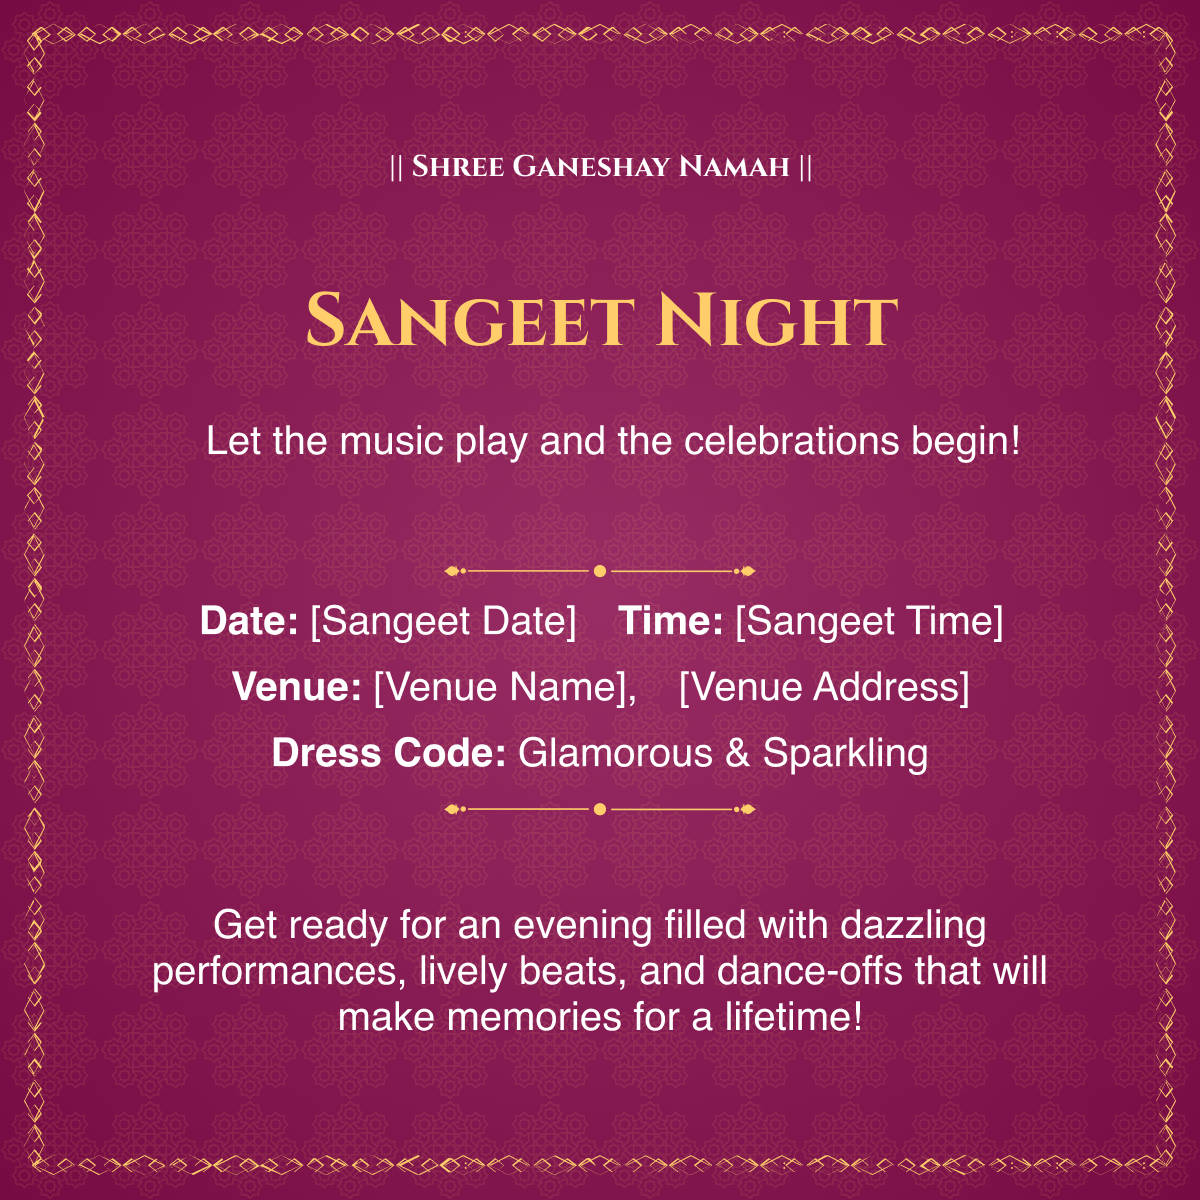 || Shree Ganeshay Namah ||
Sangeet Night
Let the music play and the celebrations begin!
Date: [Sangeet Date] Time: [Sangeet Time]
Venue: [Venue Name], [Venue Address]
Dress Code: Glamorous & Sparkling
Get ready for an evening filled with dazzling
performances, lively beats, and dance-offs that will
make memories for a lifetime!